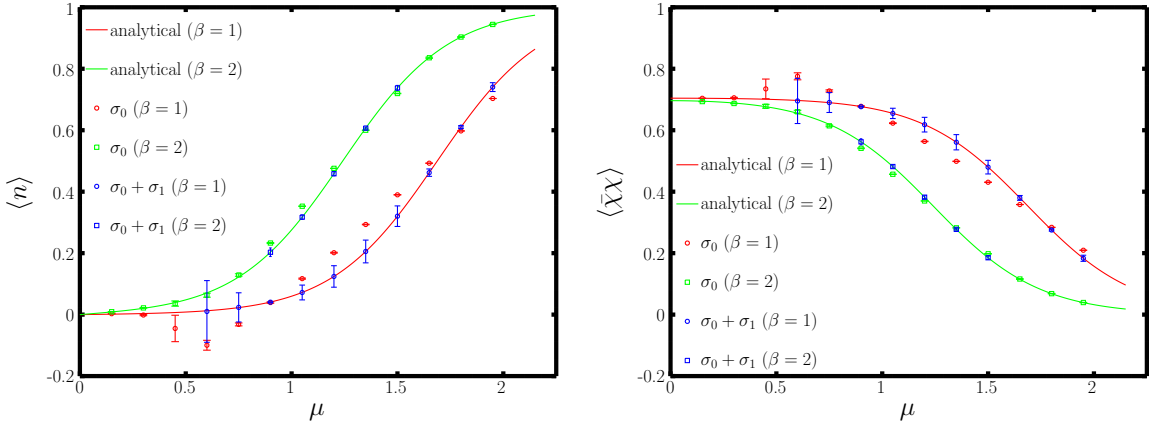 1
0.8
0.6
0.4
0.2
0
-0.2
0
0.5
1
1.5
2
⟨n⟩
μ
analytical (β = 1)
analytical (β = 2)
σ₀ (β = 1)
σ₀ (β = 2)
σ₀ + σ₁ (β = 1)
σ₀ + σ₁ (β = 2)
1
0.8
0.6
0.4
0.2
0
-0.2
0
0.5
1
1.5
2
⟨χ̄χ⟩
μ
analytical (β = 1)
analytical (β = 2)
σ₀ (β = 1)
σ₀ (β = 2)
σ₀ + σ₁ (β = 1)
σ₀ + σ₁ (β = 2)